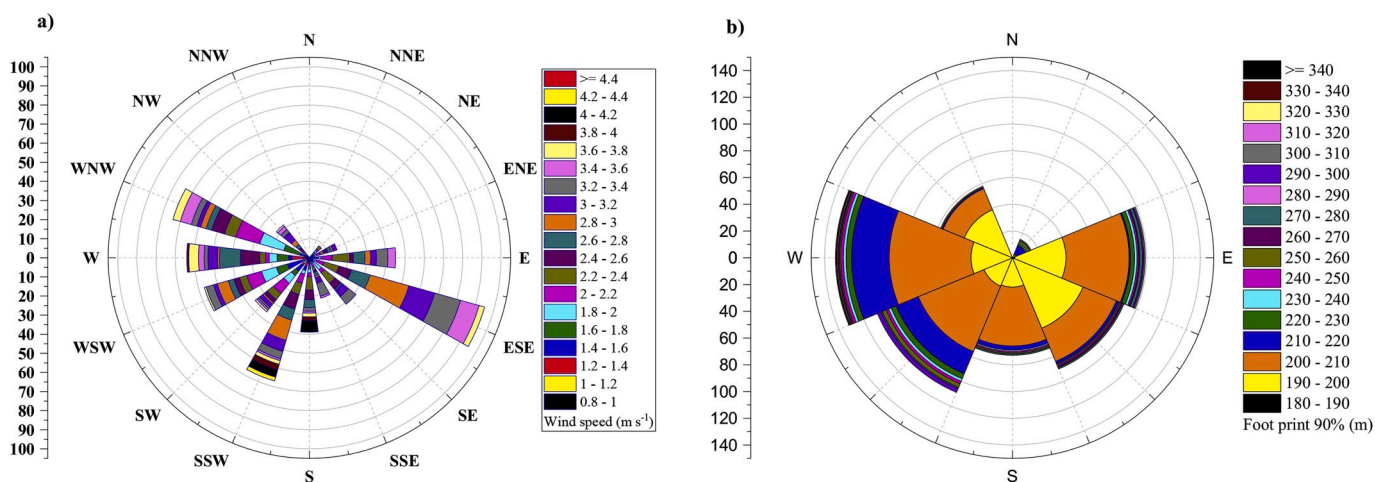 a)
N
NNE
NE
ENE
E
ESE
SE
SSE
S
SSW
SW
WSW
W
WNW
NW
NNW
100
90
80
70
60
50
40
30
20
10
0
10
20
30
40
50
60
70
80
90
100
>= 4.4
4.2 - 4.4
4 - 4.2
3.8 - 4
3.6 - 3.8
3.4 - 3.6
3.2 - 3.4
3 - 3.2
2.8 - 3
2.6 - 2.8
2.4 - 2.6
2.2 - 2.4
2 - 2.2
1.8 - 2
1.6 - 1.8
1.4 - 1.6
1.2 - 1.4
1 - 1.2
0.8 - 1
Wind speed (m s⁻¹)
b)
N
E
S
W
140
120
100
80
60
40
20
0
20
40
60
80
100
120
140
>= 340
330 - 340
320 - 330
310 - 320
300 - 310
290 - 300
280 - 290
270 - 280
260 - 270
250 - 260
240 - 250
230 - 240
220 - 230
210 - 220
200 - 210
190 - 200
180 - 190
Foot print 90% (m)